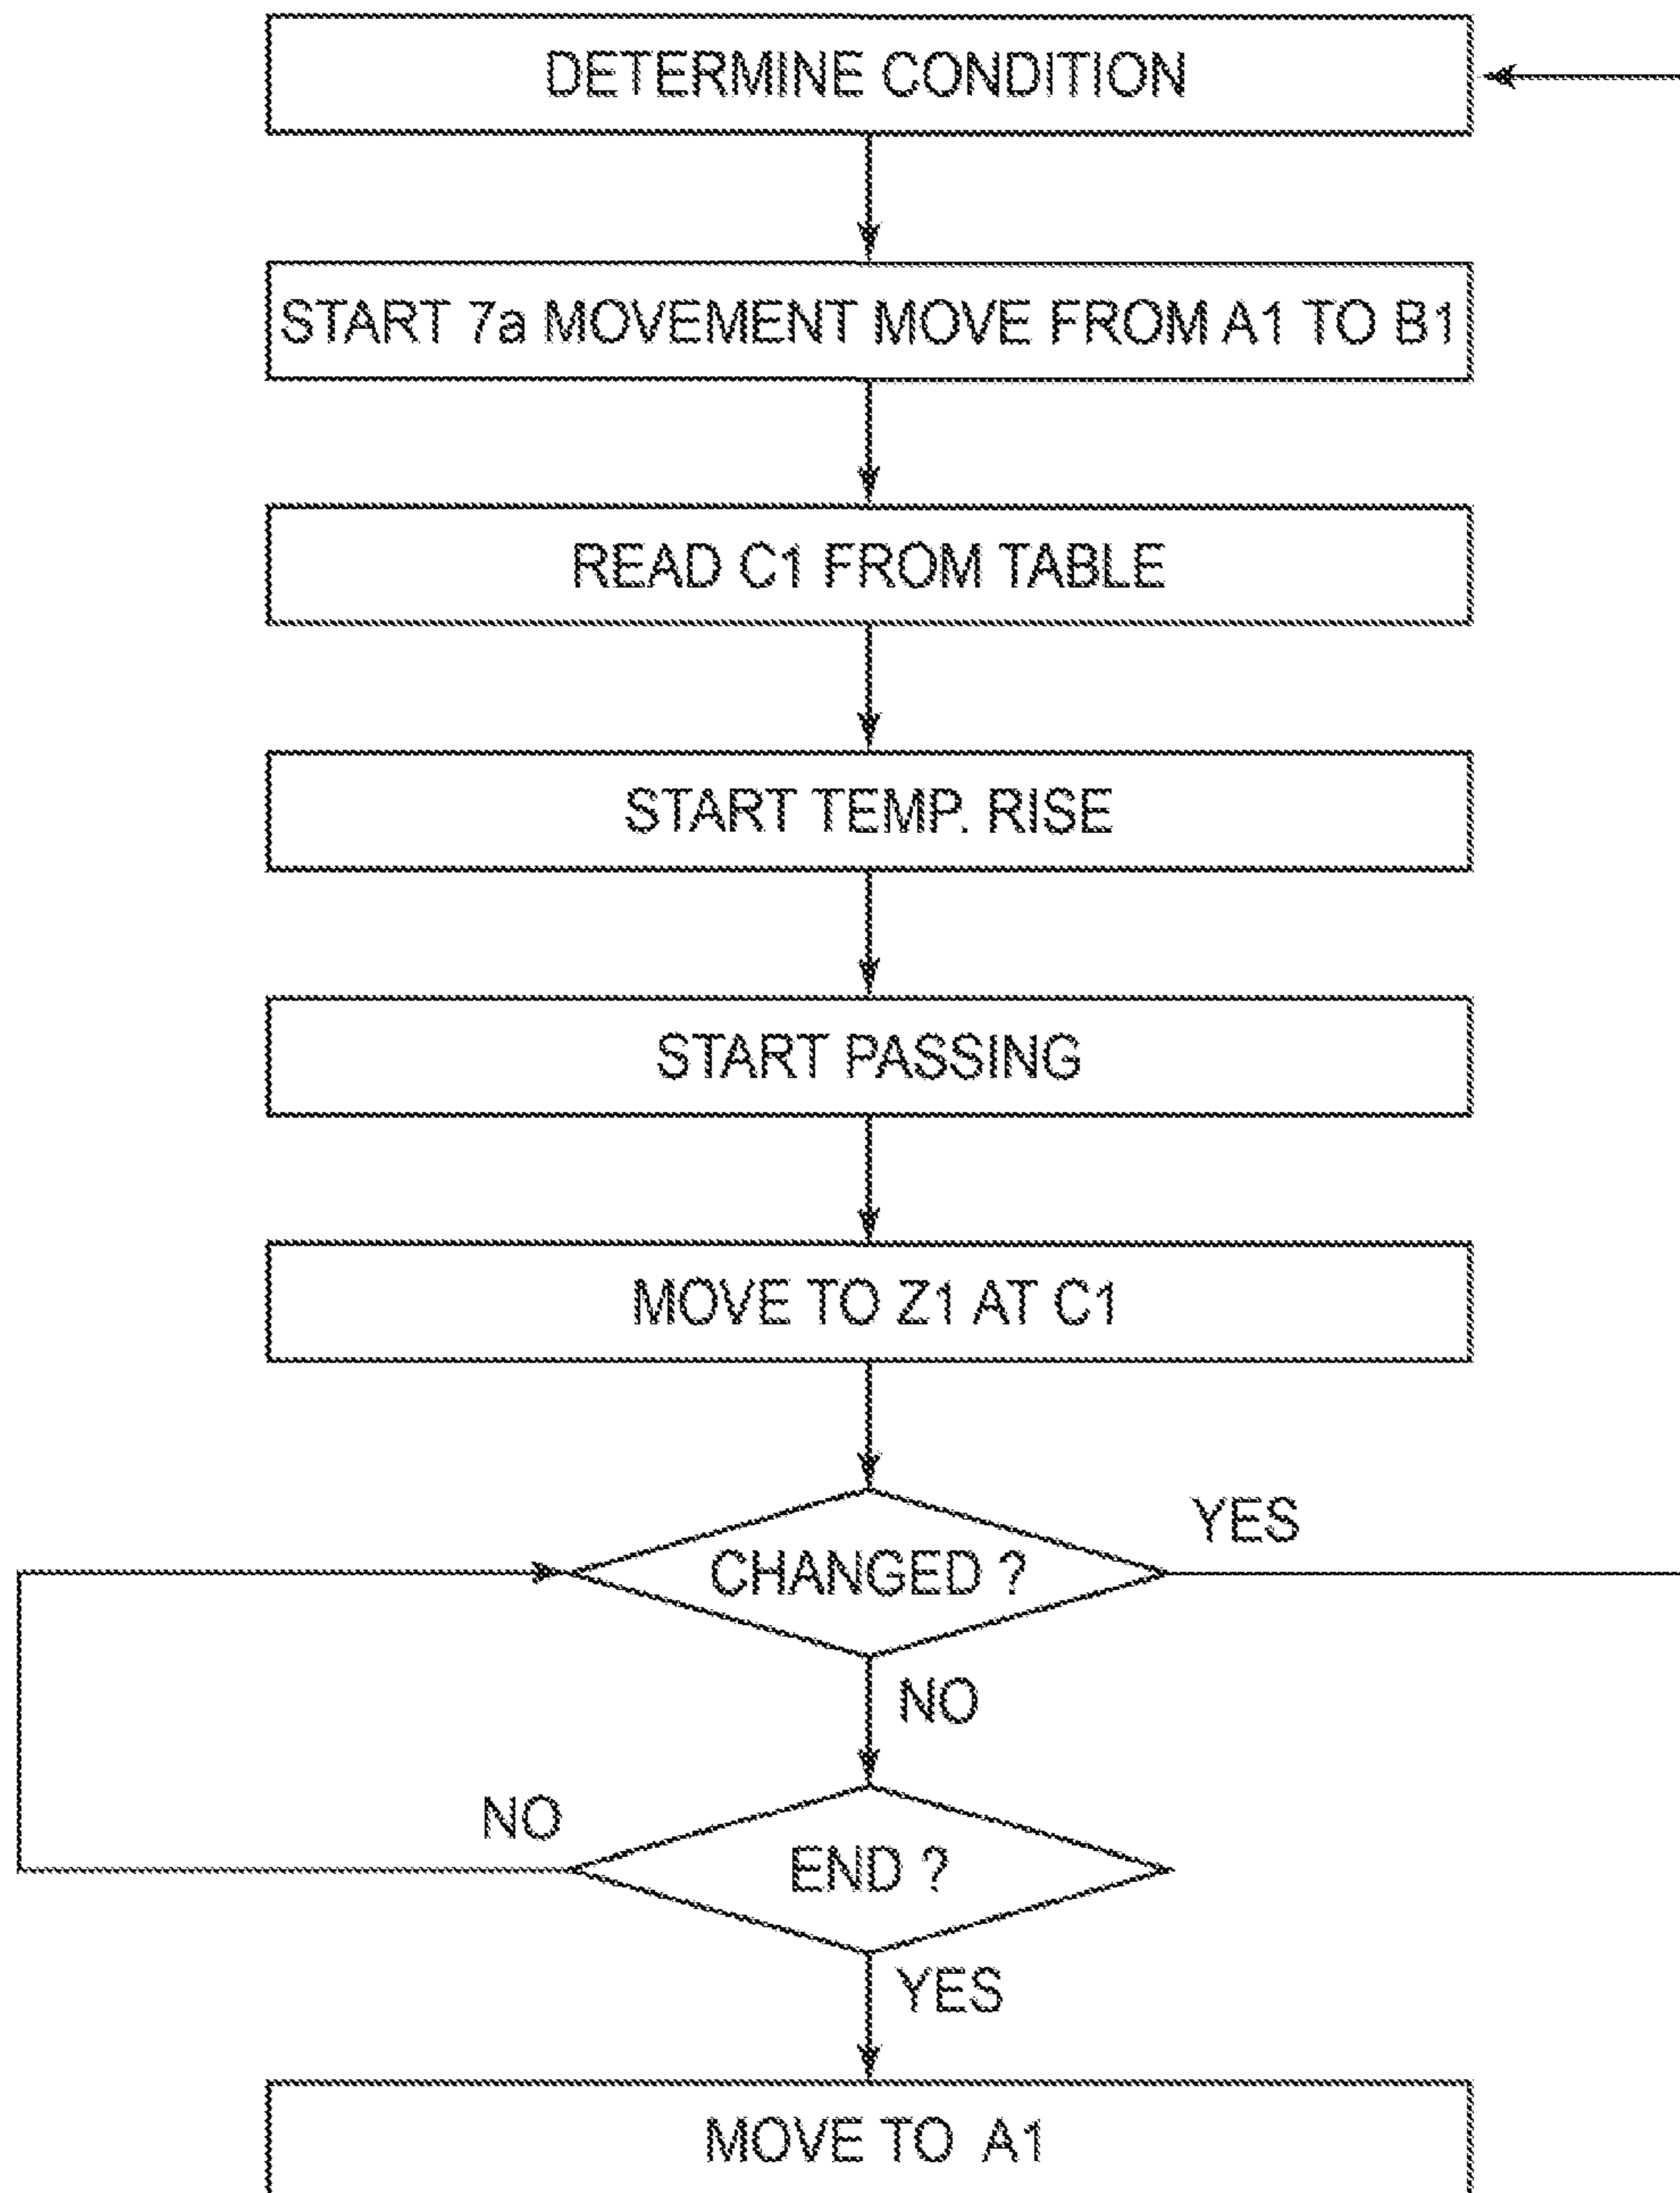 DETERMINE CONDITION
START 7a MOVEMENT MOVE FROM A1 TO B1
READ C1 FROM TABLE
START TEMP. RISE
START PASSING
MOVE TO Z1 AT C1
YES
CHANGED ?
NO
NO
END ?
YES
MOVE TO A1